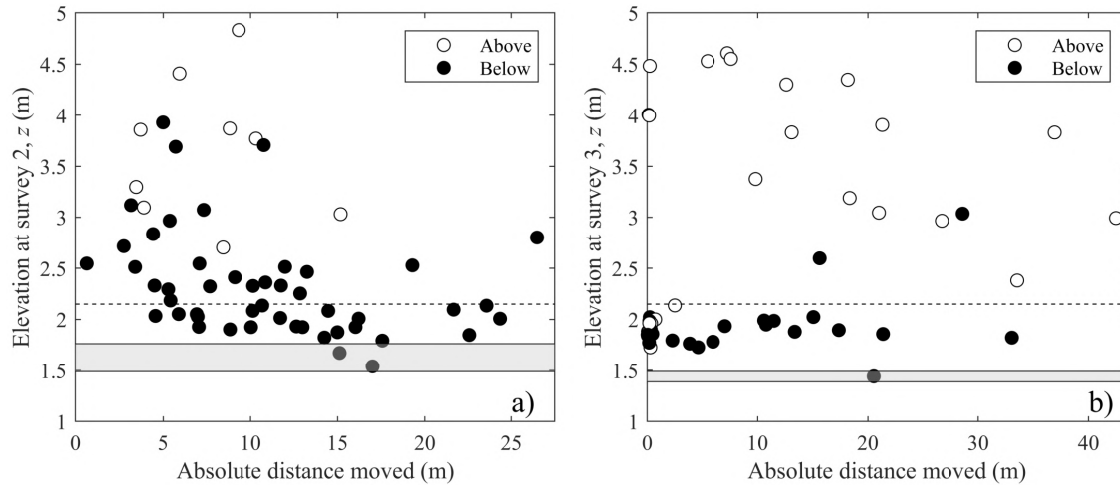 5
4.5
4
3.5
3
2.5
2
1.5
1
0
5
10
15
20
25
Elevation at survey 2, z (m)
Absolute distance moved (m)
Above
Below
a)
5
4.5
4
3.5
3
2.5
2
1.5
1
0
10
20
30
40
Elevation at survey 3, z (m)
Absolute distance moved (m)
Above
Below
b)